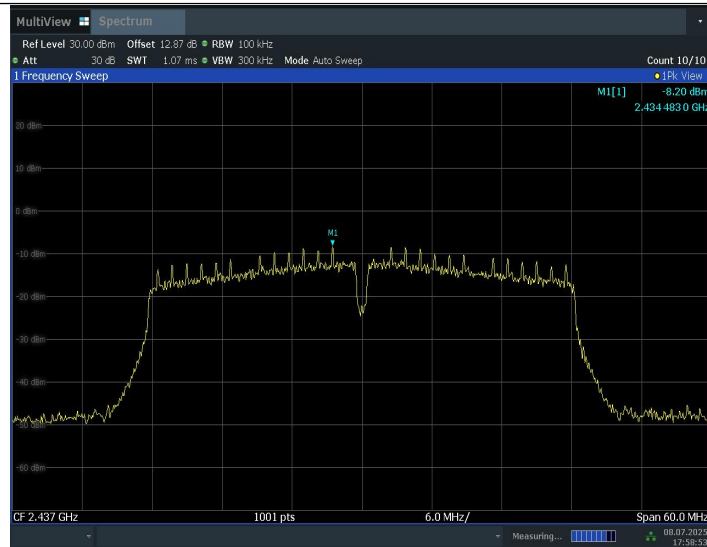 MultiView Spectrum
Ref Level 30.00 dBm Offset 12.87 dB RBW 100 kHz
Att 30 dB SWT 1.07 ms VBW 300 kHz Mode Auto Sweep Count 10/10
1 Frequency Sweep 1Pk View
M1[1] -8.20 dBm
2.434 483 0 GHz
20 dBm
10 dBm
0 dBm
M1
-10 dBm
-20 dBm
-30 dBm
-40 dBm
-50 dBm
-60 dBm
CF 2.437 GHz 1001 pts 6.0 MHz/ Span 60.0 MHz
Measuring... 08.07.2025
17:58:53